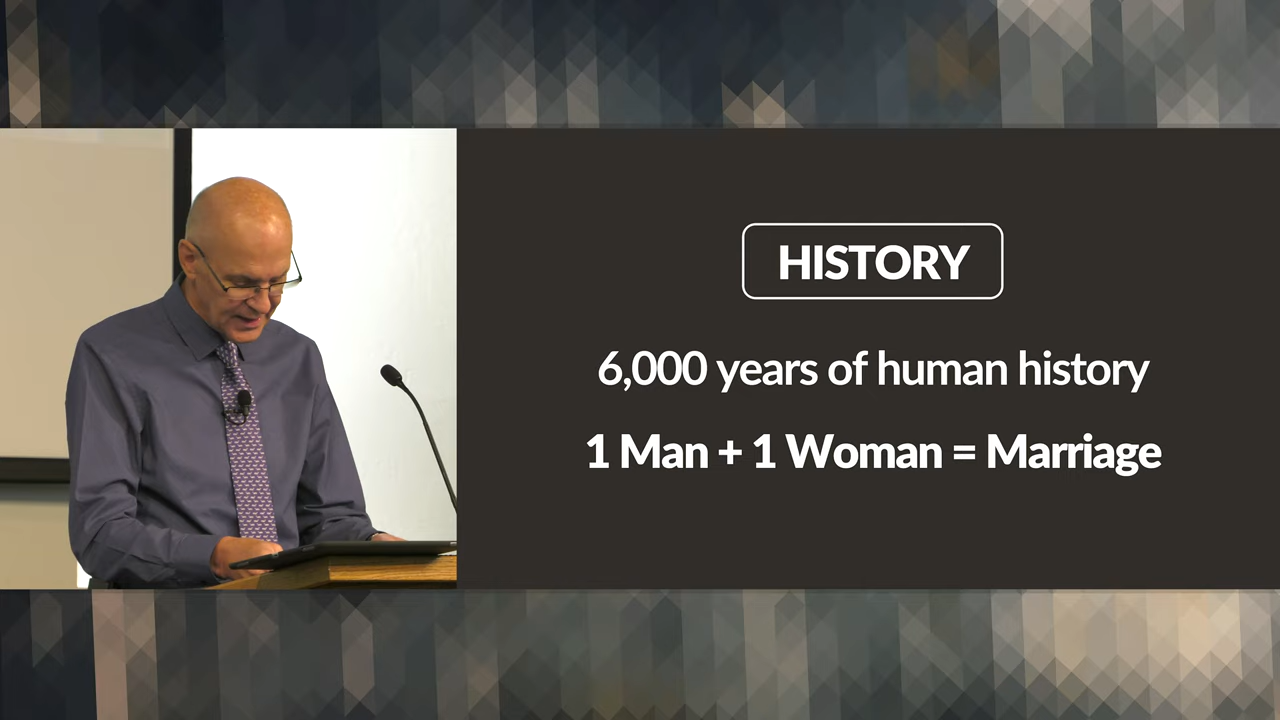 HISTORY
6,000 years of human history
1 Man + 1 Woman = Marriage